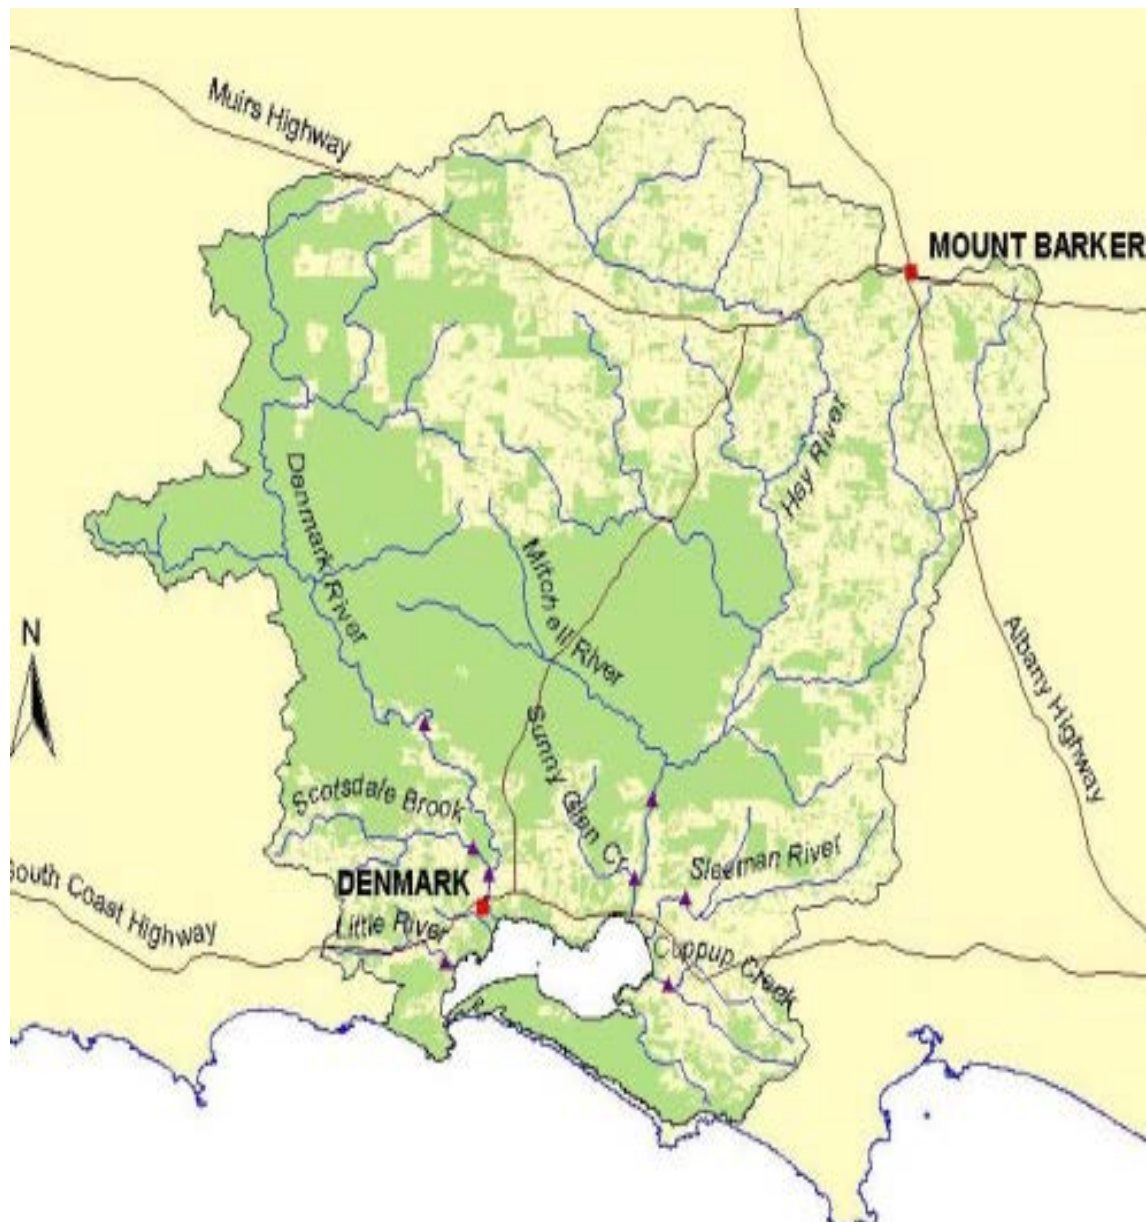 Muirs Highway
MOUNT BARKER
Hay River
Denmark River
Mitchell River
N
Albany Highway
Sunny Glen Cr
Scotsdale Brook
Sleeman River
South Coast Highway
DENMARK
Little River
Cuppup Creek